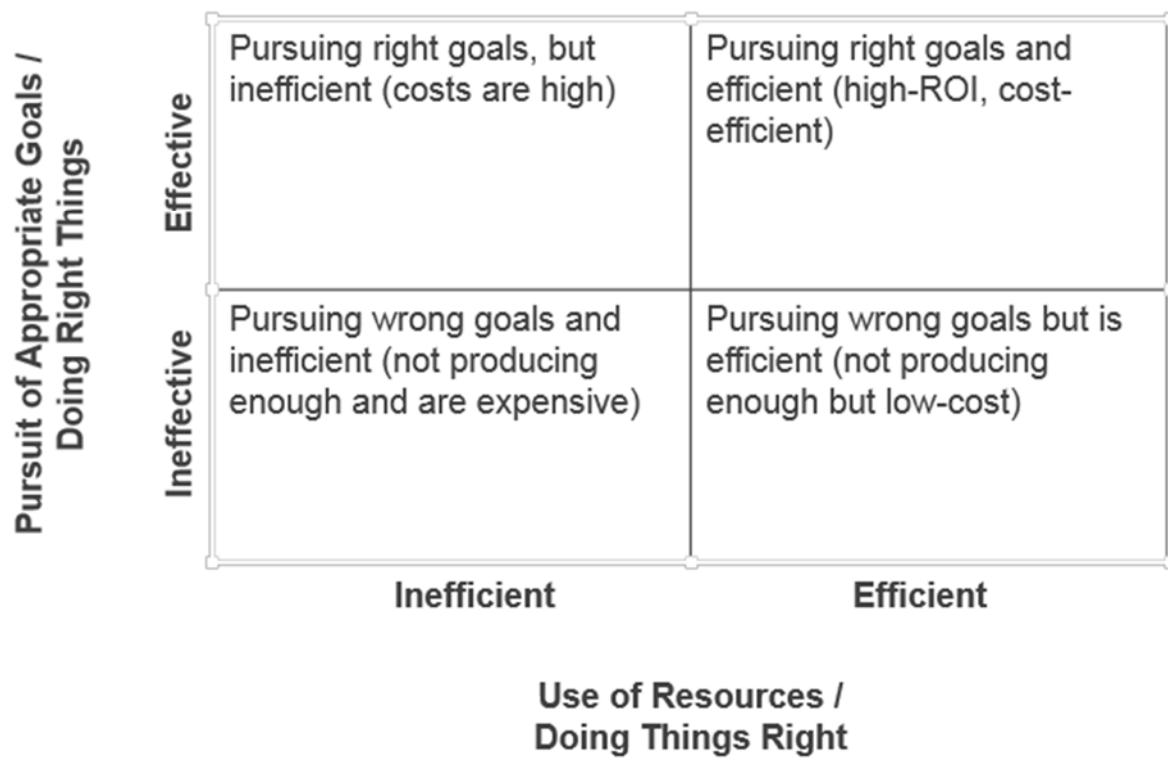 Pursuit of Appropriate Goals /
Doing Right Things
Effective
Pursuing right goals, but
inefficient (costs are high)
Pursuing right goals and
efficient (high-ROI, cost-
efficient)
Ineffective
Pursuing wrong goals and
inefficient (not producing
enough and are expensive)
Pursuing wrong goals but is
efficient (not producing
enough but low-cost)
Inefficient
Efficient
Use of Resources /
Doing Things Right